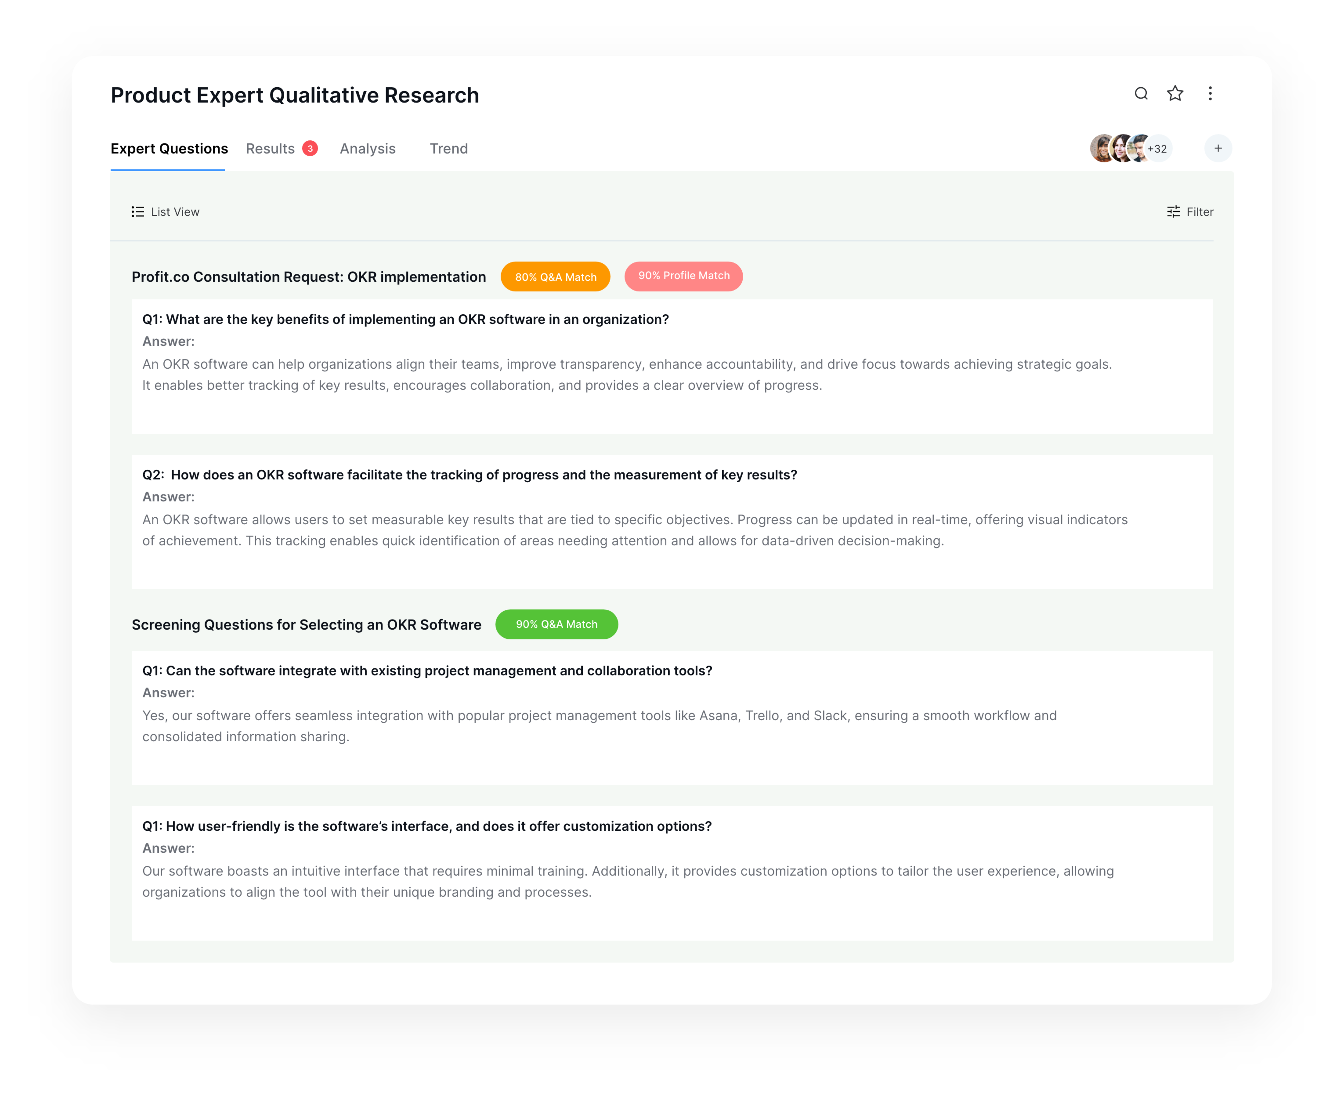 Product Expert Qualitative Research
Expert Questions Results 3 Analysis Trend
+32 +
List View
Filter
Profit.co Consultation Request: OKR implementation 80% Q&A Match 90% Profile Match
Q1: What are the key benefits of implementing an OKR software in an organization?
Answer:
An OKR software can help organizations align their teams, improve transparency, enhance accountability, and drive focus towards achieving strategic goals.
It enables better tracking of key results, encourages collaboration, and provides a clear overview of progress.
Q2: How does an OKR software facilitate the tracking of progress and the measurement of key results?
Answer:
An OKR software allows users to set measurable key results that are tied to specific objectives. Progress can be updated in real-time, offering visual indicators
of achievement. This tracking enables quick identification of areas needing attention and allows for data-driven decision-making.
Screening Questions for Selecting an OKR Software 90% Q&A Match
Q1: Can the software integrate with existing project management and collaboration tools?
Answer:
Yes, our software offers seamless integration with popular project management tools like Asana, Trello, and Slack, ensuring a smooth workflow and
consolidated information sharing.
Q1: How user-friendly is the software’s interface, and does it offer customization options?
Answer:
Our software boasts an intuitive interface that requires minimal training. Additionally, it provides customization options to tailor the user experience, allowing
organizations to align the tool with their unique branding and processes.